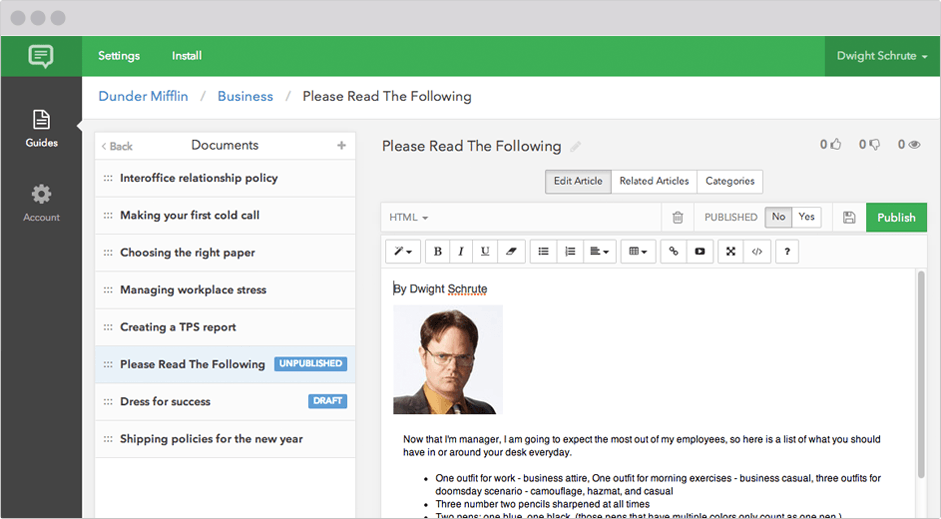 Settings
Install
Dwight Schrute
Dunder Mifflin / Business / Please Read The Following
Guides
Account
Back
Documents
+
Interoffice relationship policy
Making your first cold call
Choosing the right paper
Managing workplace stress
Creating a TPS report
Please Read The Following UNPUBLISHED
Dress for success DRAFT
Shipping policies for the new year
Please Read The Following
0
0
0
Edit Article
Related Articles
Categories
HTML
PUBLISHED
No
Yes
Publish
B
I
U
?
By Dwight Schrute
Now that I'm manager, I am going to expect the most out of my employees, so here is a list of what you should
have in or around your desk everyday.
• One outfit for work - business attire, One outfit for morning exercises - business casual, three outfits for
doomsday scenario - camouflage, hazmat, and casual
• Three number two pencils sharpened at all times
• Two pens: one blue, one black, (those pens that have multiple colors only count as one pen.)